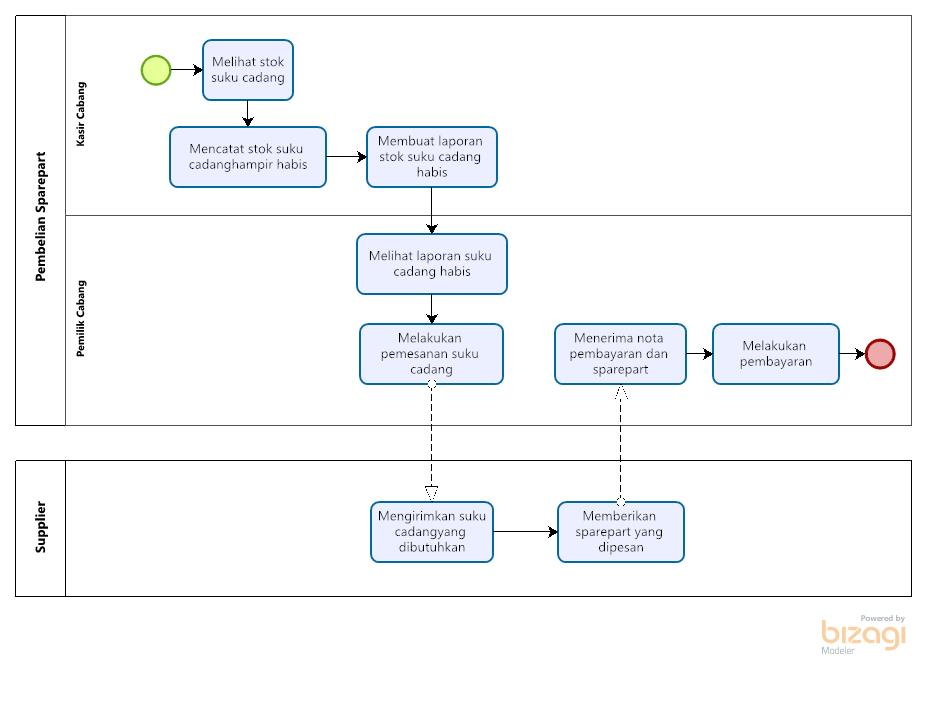 Pembelian Sparepart
Kasir Cabang
Melihat stok
suku cadang
Mencatat stok suku
cadanghampir habis
Membuat laporan
stok suku cadang
habis
Pemilik Cabang
Melihat laporan suku
cadang habis
Melakukan
pemesanan suku
cadang
Menerima nota
pembayaran dan
sparepart
Melakukan
pembayaran
Supplier
Mengirimkan suku
cadangyang
dibutuhkan
Memberikan
sparepart yang
dipesan
Powered by
bizagi
Modeler